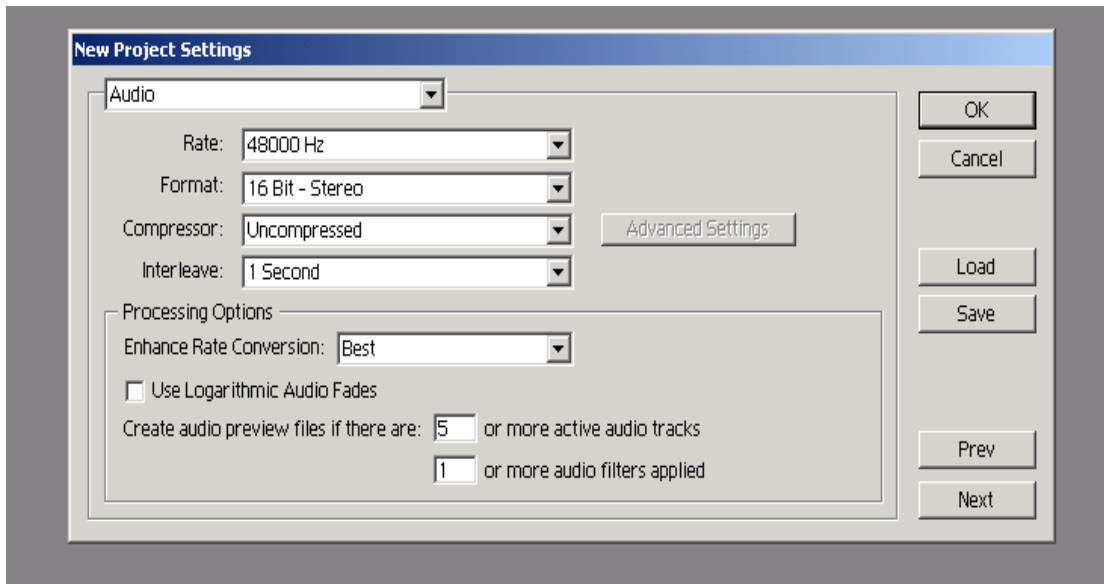 New Project Settings
Audio
OK
Rate: 48000 Hz
Cancel
Format: 16 Bit - Stereo
Compressor: Uncompressed Advanced Settings
Interleave: 1 Second
Load
Processing Options
Save
Enhance Rate Conversion: Best
Use Logarithmic Audio Fades
Create audio preview files if there are: 5 or more active audio tracks
Prev
1 or more audio filters applied
Next